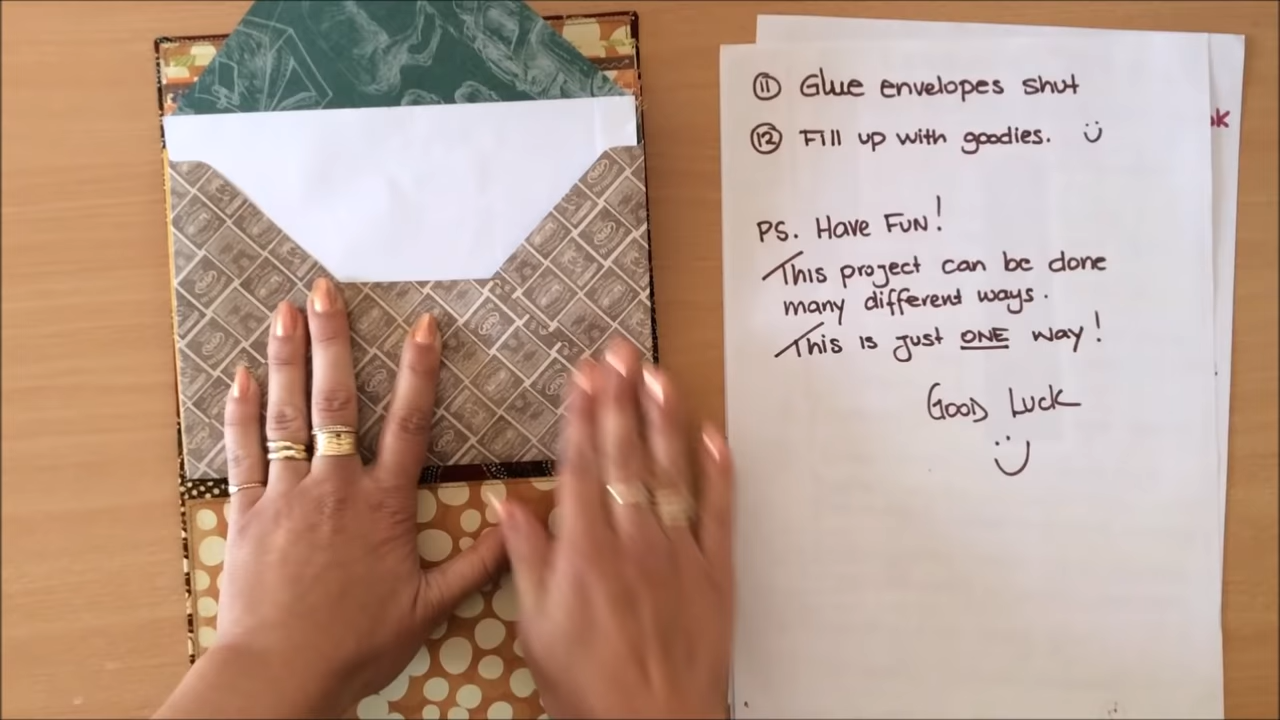 11 Glue envelopes shut
12 Fill up with goodies.
PS. Have FUN!
This project can be done
many different ways.
This is just ONE way!
Good Luck